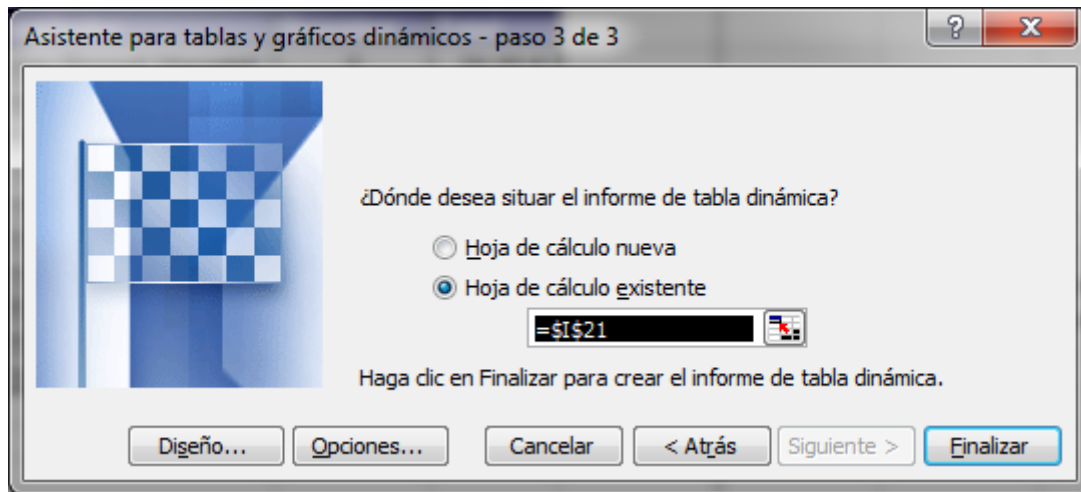 Asistente para tablas y gráficos dinámicos - paso 3 de 3
¿Dónde desea situar el informe de tabla dinámica?
Hoja de cálculo nueva
Hoja de cálculo existente
=$I$21
Haga clic en Finalizar para crear el informe de tabla dinámica.
Diseño... Opciones... Cancelar < Atrás Siguiente > Finalizar